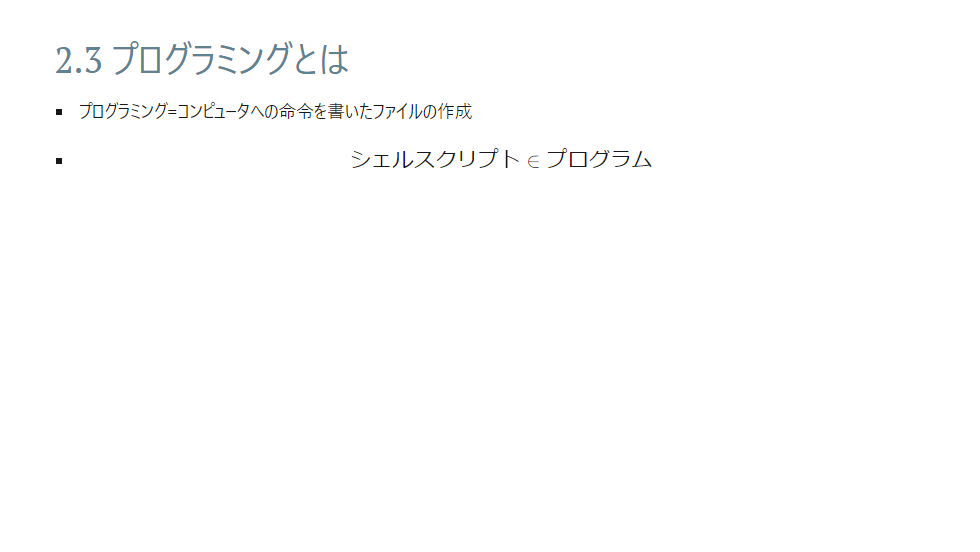 2.3 プログラミングとは
▪ プログラミング=コンピュータへの命令を書いたファイルの作成
▪ シェルスクリプト ∈ プログラム